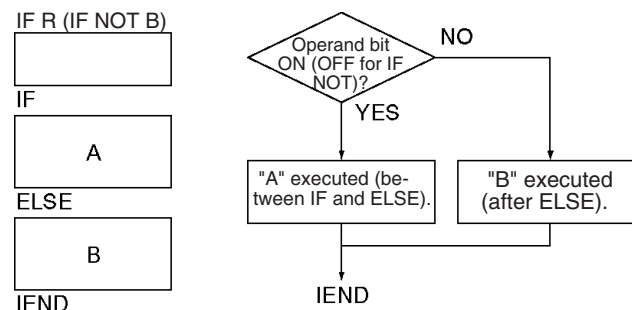 IF R (IF NOT B)
IF
A
ELSE
B
IEND
Operand bit
ON (OFF for IF
NOT)?
NO
YES
"A" executed (be-
tween IF and ELSE).
"B" executed
(after ELSE).
IEND